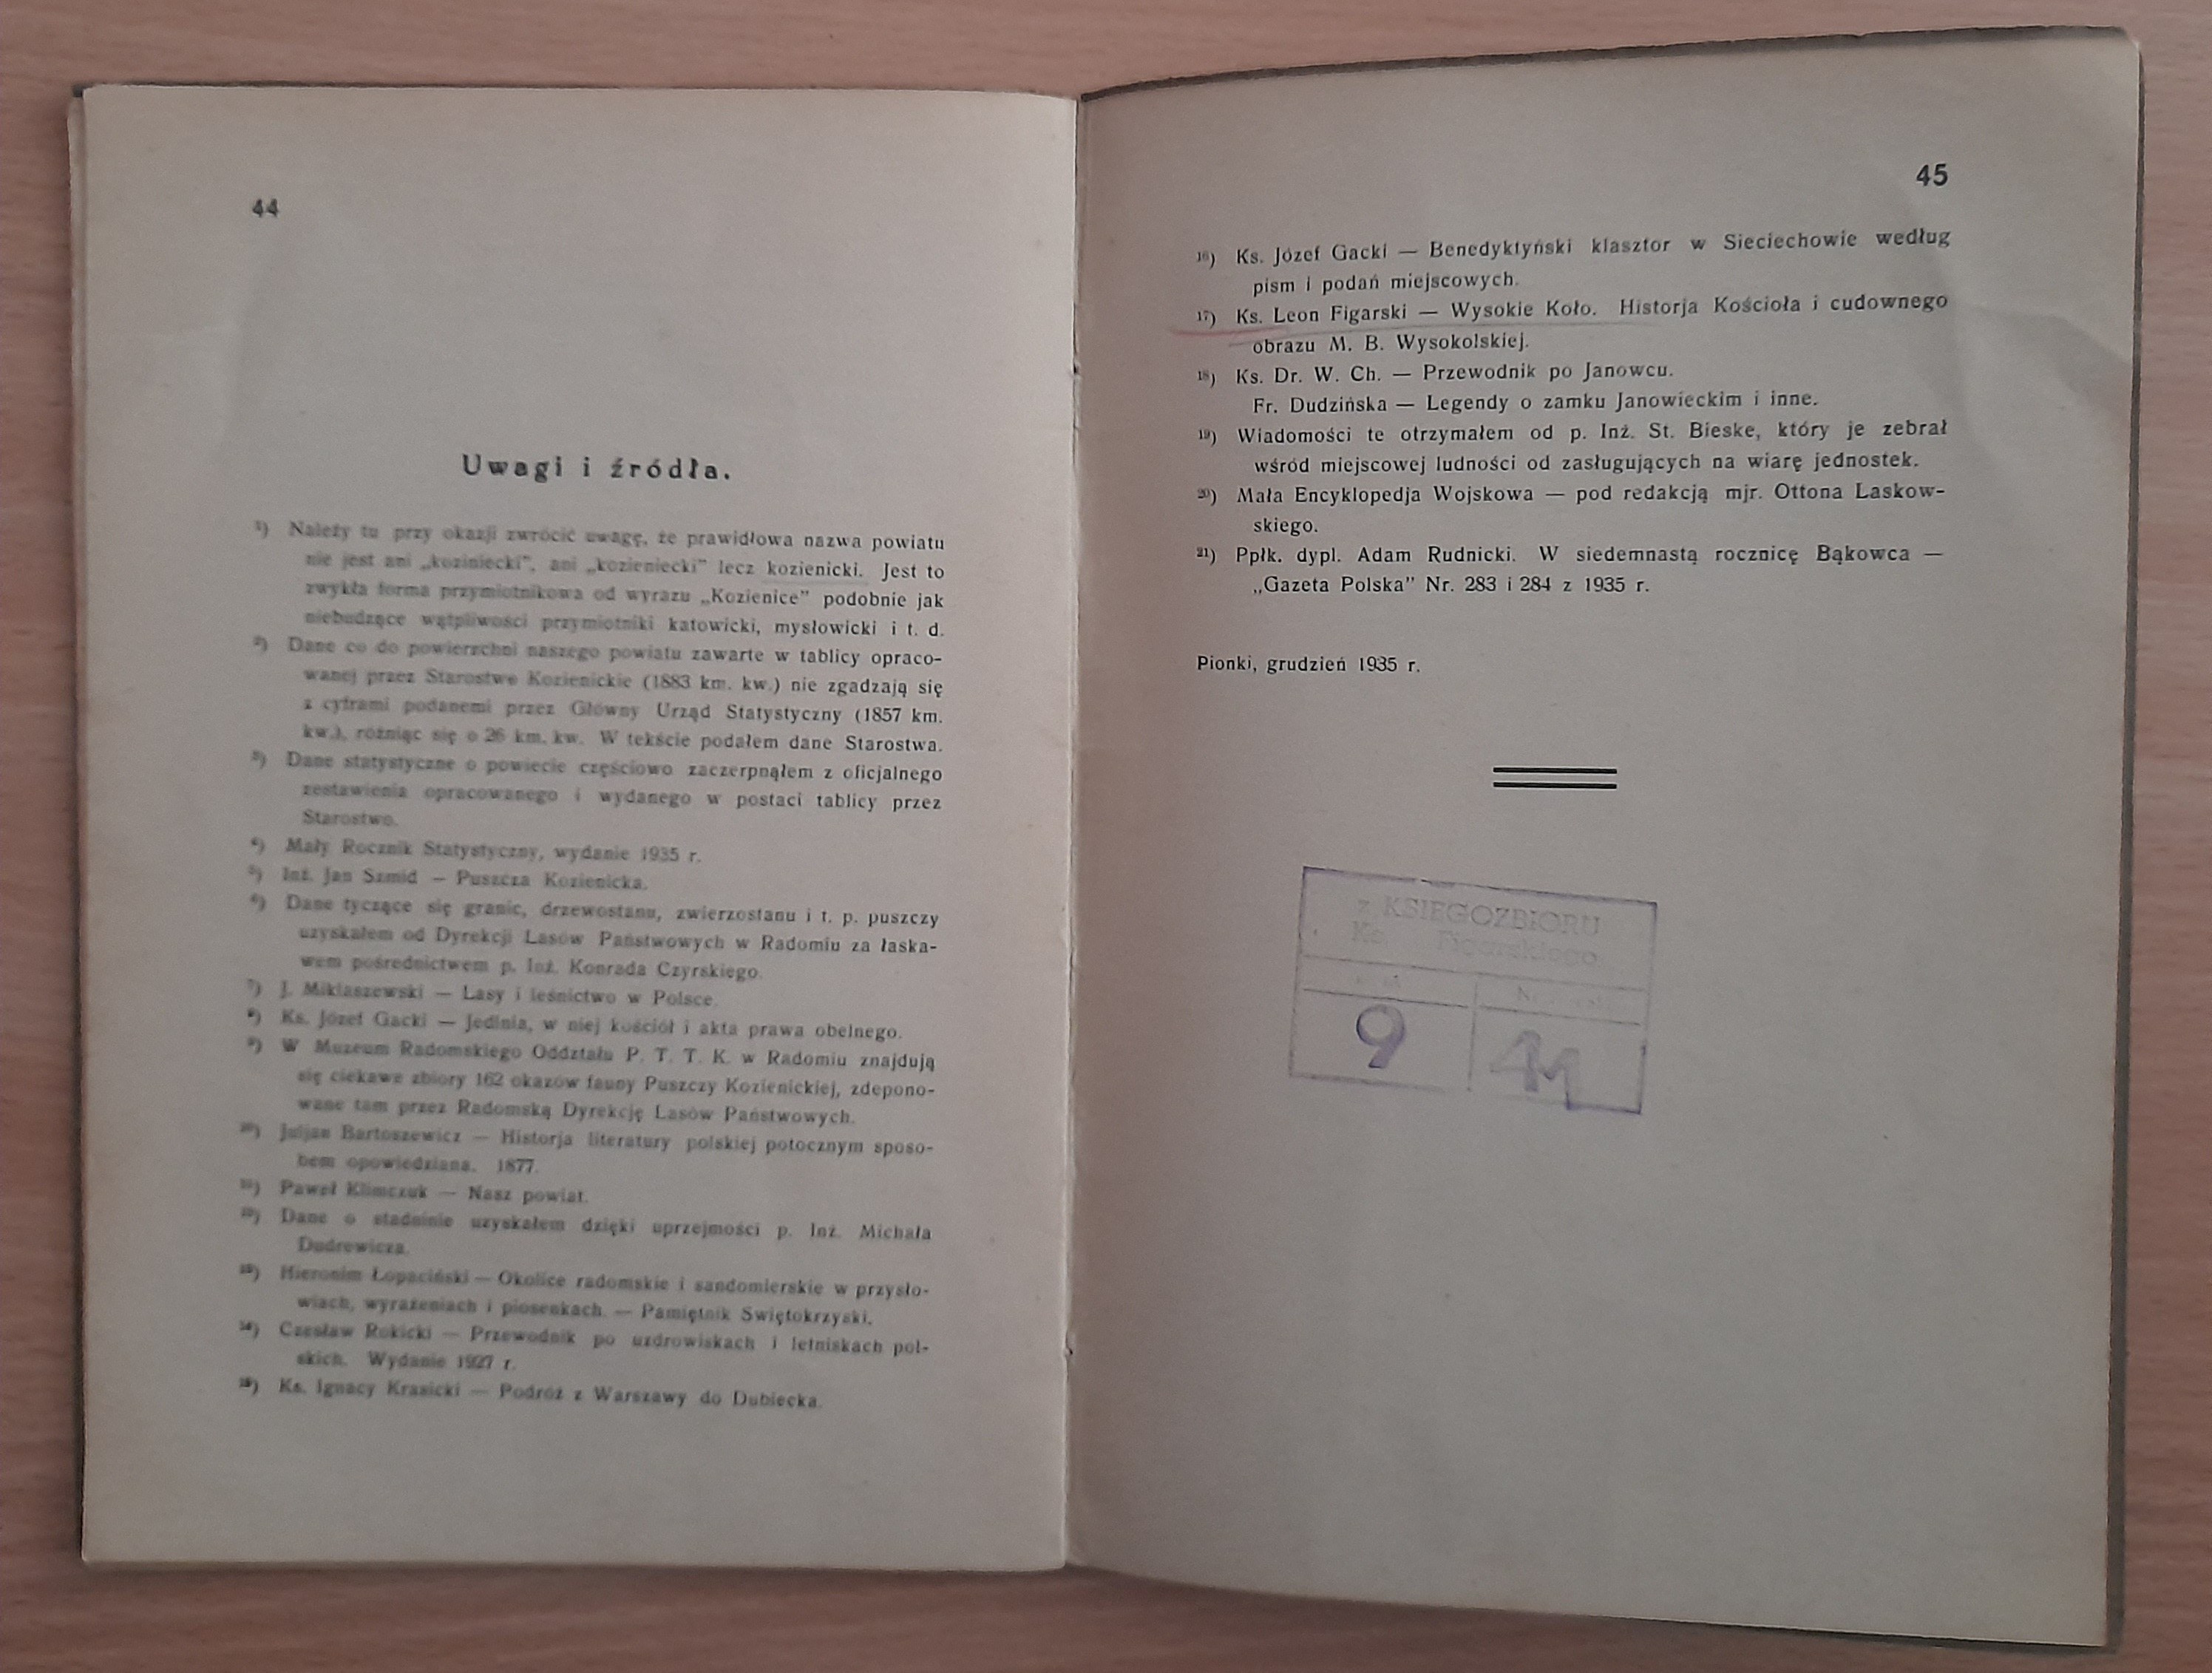 44
Uwagi i źródła.
¹) Należy tu przy okazji zwrócić uwagę, że prawidłowa nazwa powiatu
nie jest ani „koziniecki”, ani „kozieniecki” lecz kozienicki. Jest to
zwykła forma przymiotnikowa od wyrazu „Kozienice” podobnie jak
niebudzące wątpliwości przymiotniki katowicki, mysłowicki i t. d.
²) Dane co do powierzchni naszego powiatu zawarte w tablicy opraco-
wanej przez Starostwo Kozienickie (1883 km. kw.) nie zgadzają się
z cyframi podanemi przez Główny Urząd Statystyczny (1857 km.
kw.), różniąc się o 26 km. kw. W tekście podałem dane Starostwa.
³) Dane statystyczne o powiecie częściowo zaczerpnąłem z oficjalnego
zestawienia opracowanego i wydanego w postaci tablicy przez
Starostwo.
⁴) Mały Rocznik Statystyczny, wydanie 1935 r.
⁵) Inż. Jan Szmid — Puszcza Kozienicka.
⁶) Dane tyczące się granic, drzewostanu, zwierzostanu i t. p. puszczy
uzyskałem od Dyrekcji Lasów Państwowych w Radomiu za łaska-
wem pośrednictwem p. Inż. Konrada Czyrskiego.
⁷) J. Miklaszewski — Lasy i leśnictwo w Polsce.
⁸) Ks. Józef Gacki — Jedlnia, w niej kościół i akta prawa obelnego.
⁹) W Muzeum Radomskiego Oddziału P. T. T. K. w Radomiu znajdują
się ciekawe zbiory 162 okazów fauny Puszczy Kozienickiej, zdepono-
wane tam przez Radomską Dyrekcję Lasów Państwowych.
¹⁰) Juljan Bartoszewicz — Historja literatury polskiej potocznym sposo-
bem opowiedziana. 1877.
¹¹) Paweł Klimczuk — Nasz powiat.
¹²) Dane o stadninie uzyskałem dzięki uprzejmości p. Inż. Michała
Dudrewicza.
¹³) Hieronim Łopaciński — Okolice radomskie i sandomierskie w przysło-
wiach, wyrażeniach i piosenkach. — Pamiętnik Świętokrzyski.
¹⁴) Czesław Rokicki — Przewodnik po uzdrowiskach i letniskach pol-
skich. Wydanie 1927 r.
¹⁵) Ks. Ignacy Krasicki — Podróż z Warszawy do Dubiecka.
45
¹⁶) Ks. Józef Gacki — Benedyktyński klasztor w Sieciechowie według
pism i podań miejscowych.
¹⁷) Ks. Leon Figarski — Wysokie Koło. Historja Kościoła i cudownego
obrazu M. B. Wysokolskiej.
¹⁸) Ks. Dr. W. Ch. — Przewodnik po Janowcu.
Fr. Dudzińska — Legendy o zamku Janowieckim i inne.
¹⁹) Wiadomości te otrzymałem od p. Inż. St. Bieske, który je zebrał
wśród miejscowej ludności od zasługujących na wiarę jednostek.
²⁰) Mała Encyklopedja Wojskowa — pod redakcją mjr. Ottona Laskow-
skiego.
²¹) Ppłk. dypl. Adam Rudnicki. W siedemnastą rocznicę Bąkowca —
„Gazeta Polska” Nr. 283 i 284 z 1935 r.
Pionki, grudzień 1935 r.
z KSIĘGOZBIORU
Ks. Figarskiego
9 41